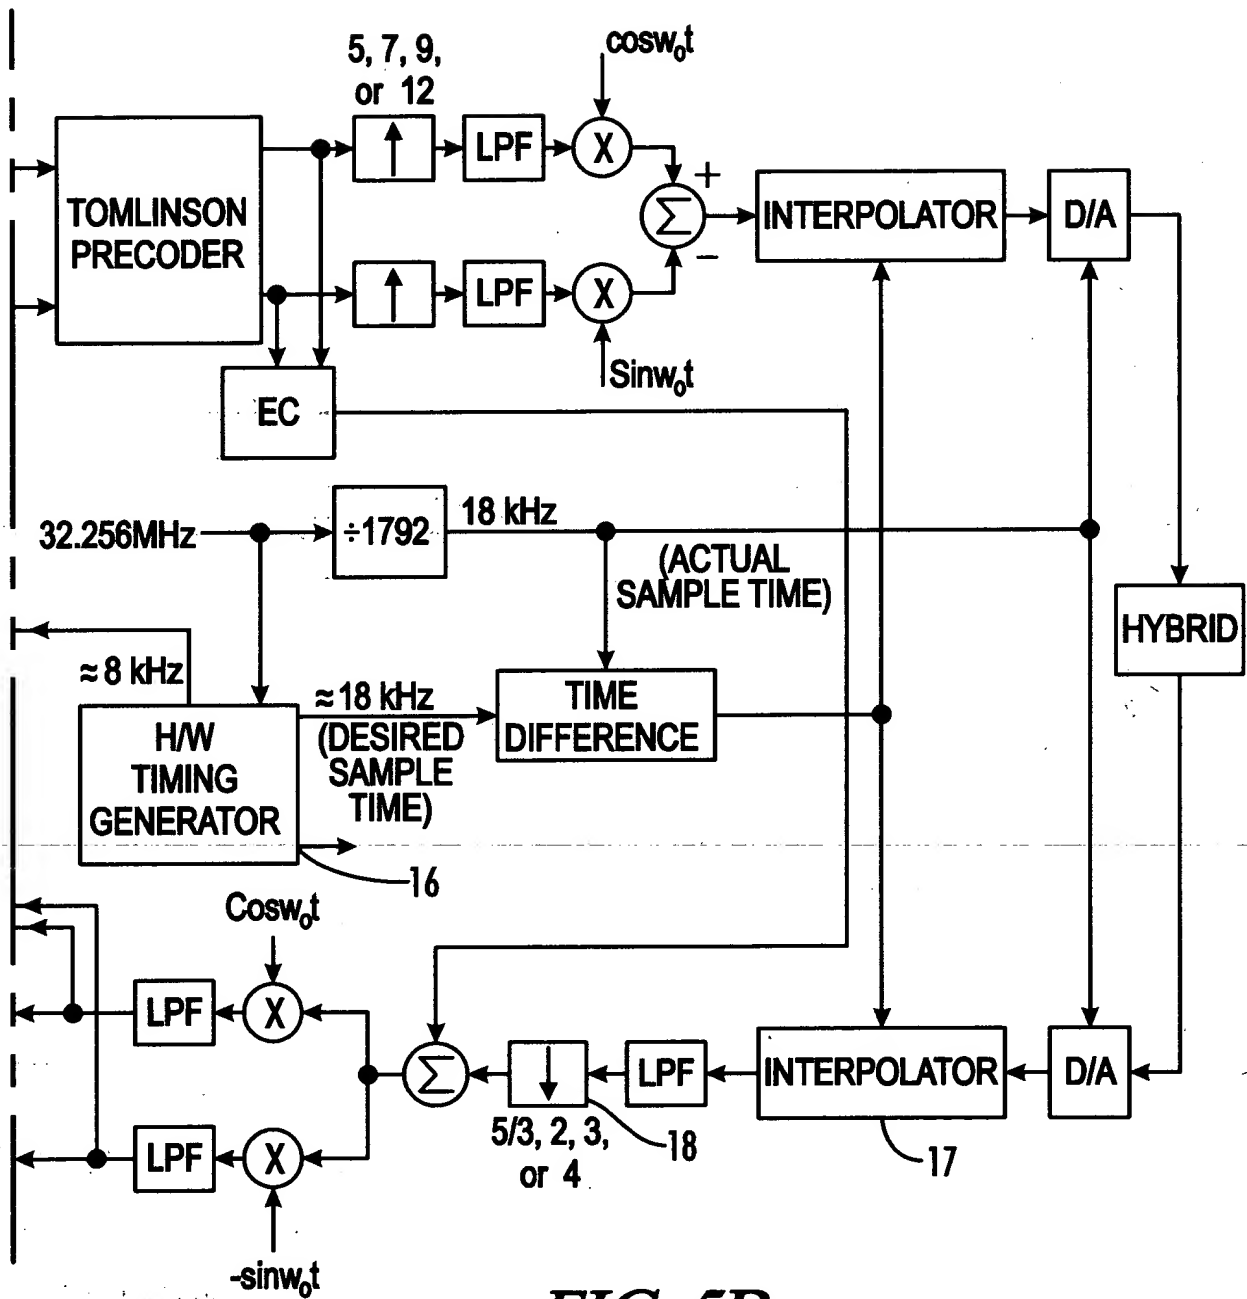 5, 7, 9,
or 12
cosw₀t
TOMLINSON
PRECODER
LPF
X
+
Σ
−
INTERPOLATOR
D/A
LPF
X
Sinw₀t
EC
32.256MHz
÷1792
18 kHz
(ACTUAL
SAMPLE TIME)
HYBRID
≈ 8 kHz
≈ 18 kHz
(DESIRED
SAMPLE
TIME)
TIME
DIFFERENCE
H/W
TIMING
GENERATOR
16
Cosw₀t
LPF
X
Σ
LPF
INTERPOLATOR
D/A
5/3, 2, 3,
or 4
18
17
LPF
X
-sinw₀t
FIG. 5B